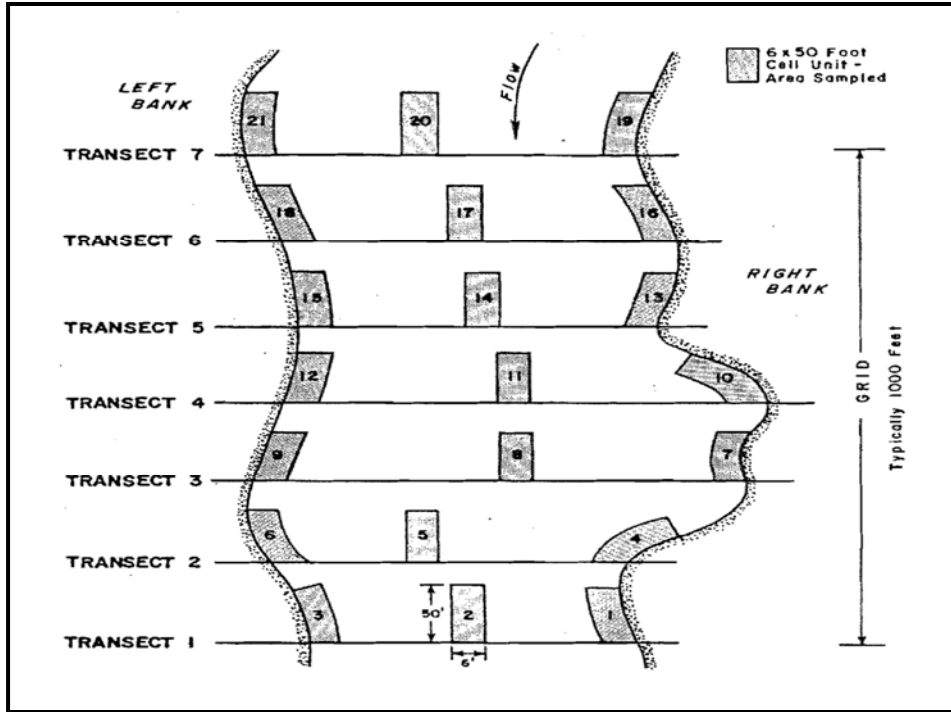 6 x 50 Foot
Cell Unit -
Area Sampled
LEFT
BANK
Flow
21
20
19
TRANSECT 7
18
17
16
TRANSECT 6
RIGHT
BANK
15
14
13
TRANSECT 5
12
11
10
TRANSECT 4
GRID
Typically 1000 Feet
9
8
7
TRANSECT 3
6
5
4
TRANSECT 2
3
50'
2
1
TRANSECT 1
6'